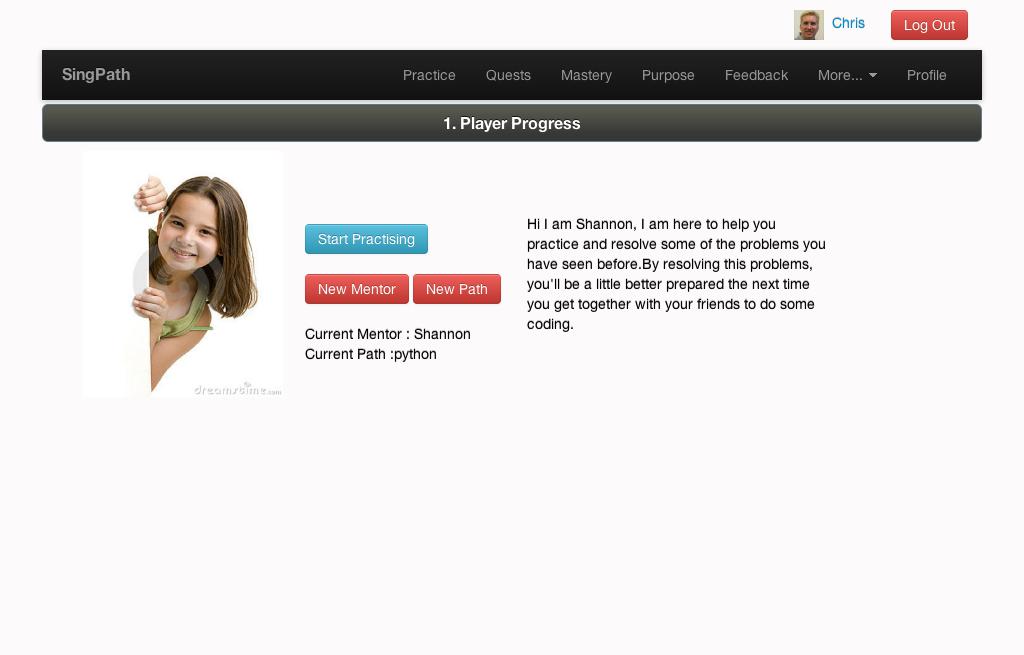 Chris
Log Out
SingPath
Practice
Quests
Mastery
Purpose
Feedback
More...
Profile
1. Player Progress
Start Practising
New Mentor
New Path
Current Mentor : Shannon
Current Path :python
Hi I am Shannon, I am here to help you
practice and resolve some of the problems you
have seen before.By resolving this problems,
you'll be a little better prepared the next time
you get together with your friends to do some
coding.
dreamstime.com